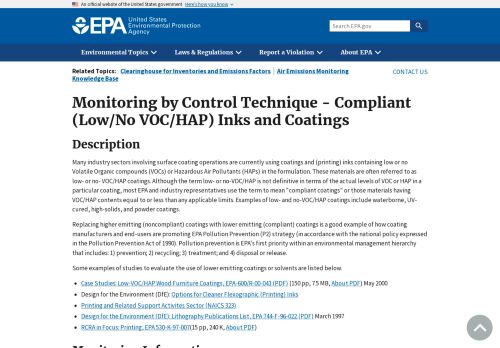 An official website of the United States government Here's how you know
EPA United States
Environmental Protection
Agency
Search EPA.gov
Environmental Topics Laws & Regulations Report a Violation About EPA
Related Topics: Clearinghouse for Inventories and Emissions Factors | Air Emissions Monitoring
Knowledge Base
CONTACT US
Monitoring by Control Technique - Compliant
(Low/No VOC/HAP) Inks and Coatings
Description
Many industry sectors involving surface coating operations are currently using coatings and (printing) inks containing low or no
Volatile Organic compounds (VOCs) or Hazardous Air Pollutants (HAPs) in the formulation. These materials are often referred to as
low- or no- VOC/HAP coatings. Although the term low- or no-VOC/HAP is not definitive in terms of the actual levels of VOC or HAP in a
particular coating, most EPA and industry representatives use the term to mean "compliant coatings" or those materials having
VOC/HAP contents equal to or less than any applicable limits. Examples of low- and no-VOC/HAP coatings include waterborne, UV-
cured, high-solids, and powder coatings.
Replacing higher emitting (noncompliant) coatings with lower emitting (compliant) coatings is a good example of how coating
manufacturers and end-users are promoting EPA Pollution Prevention (P2) strategy (in accordance with the national policy expressed
in the Pollution Prevention Act of 1990). Pollution prevention is EPA's first priority within an environmental management hierarchy
that includes: 1) prevention; 2) recycling; 3) treatment; and 4) disposal or release.
Some examples of studies to evaluate the use of lower emitting coatings or solvents are listed below.
Case Studies: Low-VOC/HAP Wood Furniture Coatings, EPA-600/R-00-043 (PDF) (150 pp, 7.5 MB, About PDF) May 2000
Design for the Environment (DfE): Options for Cleaner Flexographic (Printing) Inks
Printing and Related Support Activites Sector (NAICS 323)
Design for the Environment (DfE): Lithography Publications List, EPA 744-F-96-022 (PDF) March 1997
RCRA in Focus: Printing, EPA 530-K-97-007(15 pp, 240 K, About PDF)
Monitoring Information